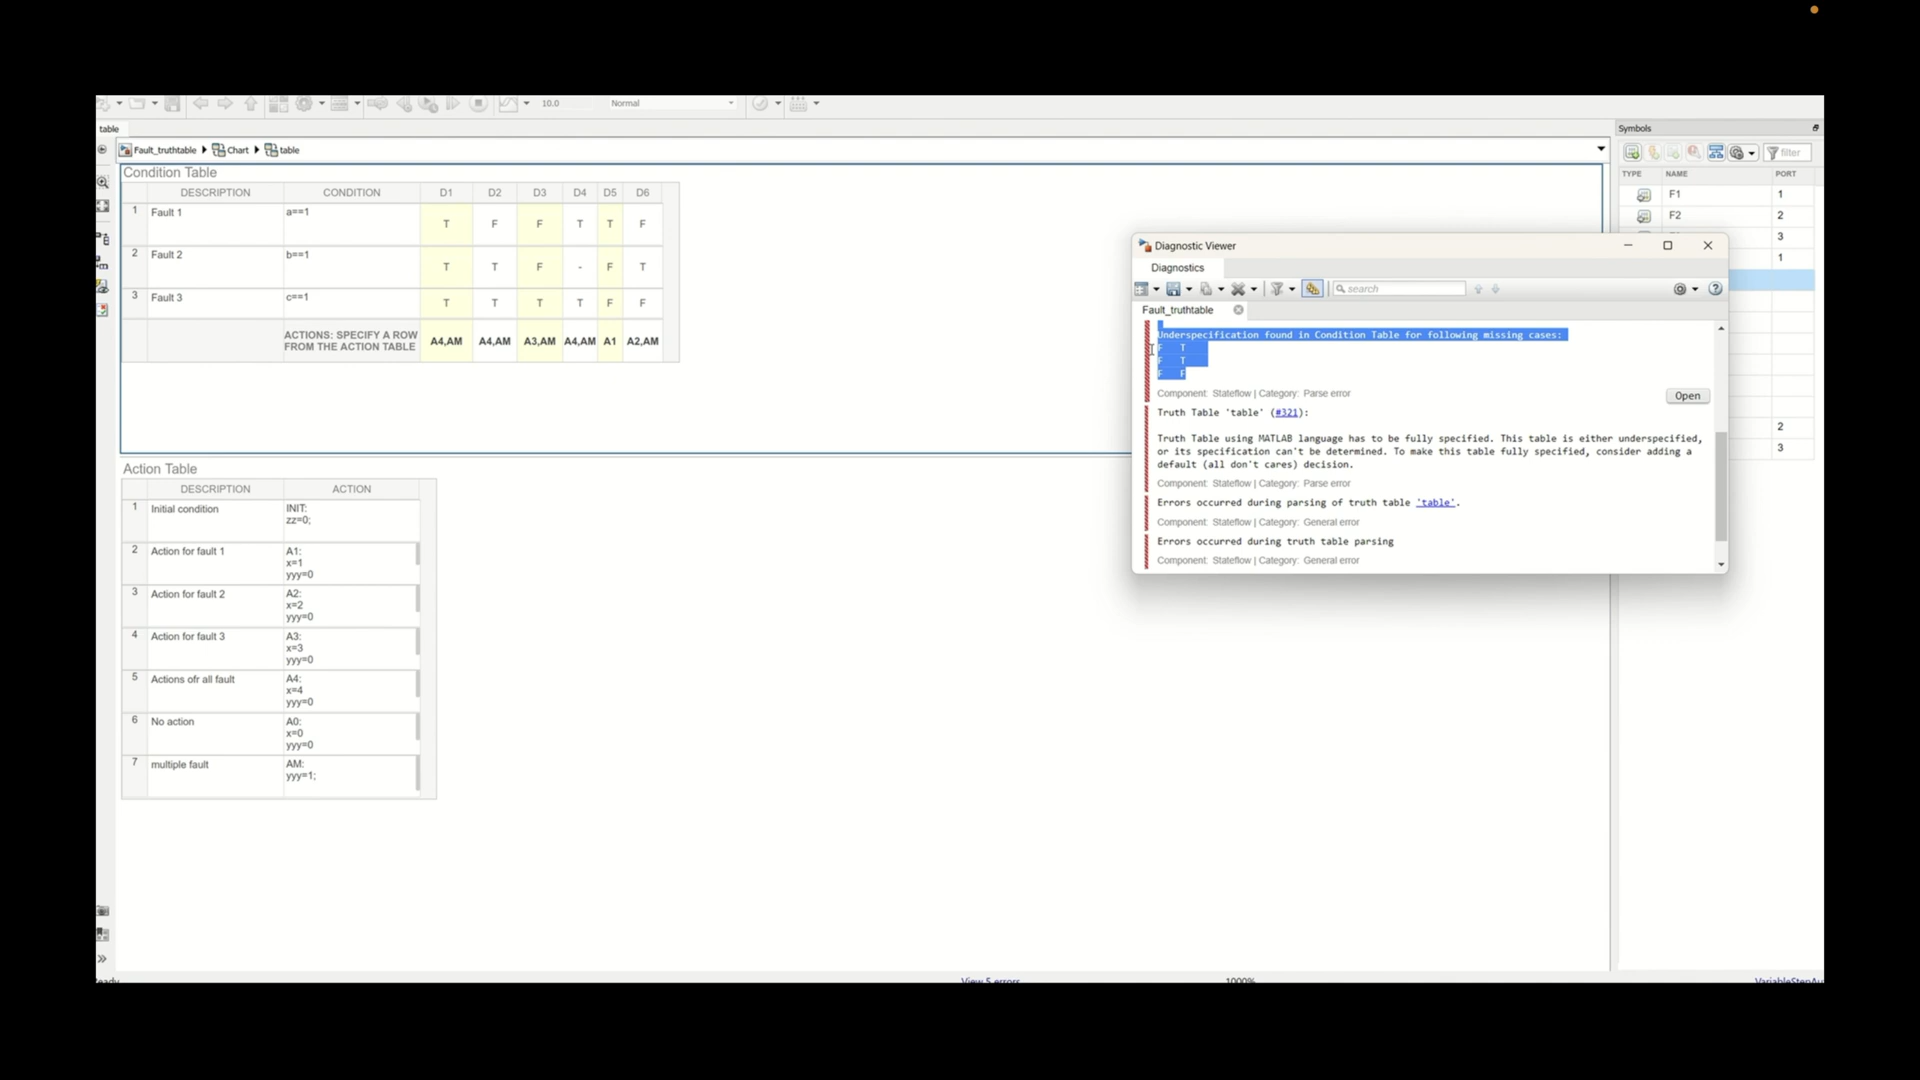 10.0
Normal
table
Symbols
Fault_truthtable
Chart
table
filter
Condition Table
TYPE NAME PORT
DESCRIPTION CONDITION D1 D2 D3 D4 D5 D6
F1 1
1 Fault 1 a==1 T F F T T F
F2 2
3
1
2 Fault 2 b==1 T T F - F T
3 Fault 3 c==1 T T T T F F
ACTIONS: SPECIFY A ROW
FROM THE ACTION TABLE
A4,AM A4,AM A3,AM A4,AM A1 A2,AM
2
3
Diagnostic Viewer
Diagnostics
search
Fault_truthtable
Underspecification found in Condition Table for following missing cases:
F T
F T
F F
Component: Stateflow | Category: Parse error
Open
Truth Table 'table' (#321):
Truth Table using MATLAB language has to be fully specified. This table is either underspecified,
or its specification can't be determined. To make this table fully specified, consider adding a
default (all don't cares) decision.
Component: Stateflow | Category: Parse error
Errors occurred during parsing of truth table 'table'.
Component: Stateflow | Category: General error
Errors occurred during truth table parsing
Component: Stateflow | Category: General error
Action Table
DESCRIPTION ACTION
1 Initial condition INIT:
zz=0;
2 Action for fault 1 A1:
x=1
yyy=0
3 Action for fault 2 A2:
x=2
yyy=0
4 Action for fault 3 A3:
x=3
yyy=0
5 Actions ofr all fault A4:
x=4
yyy=0
6 No action A0:
x=0
yyy=0
7 multiple fault AM:
yyy=1;
View 5 errors
1000%